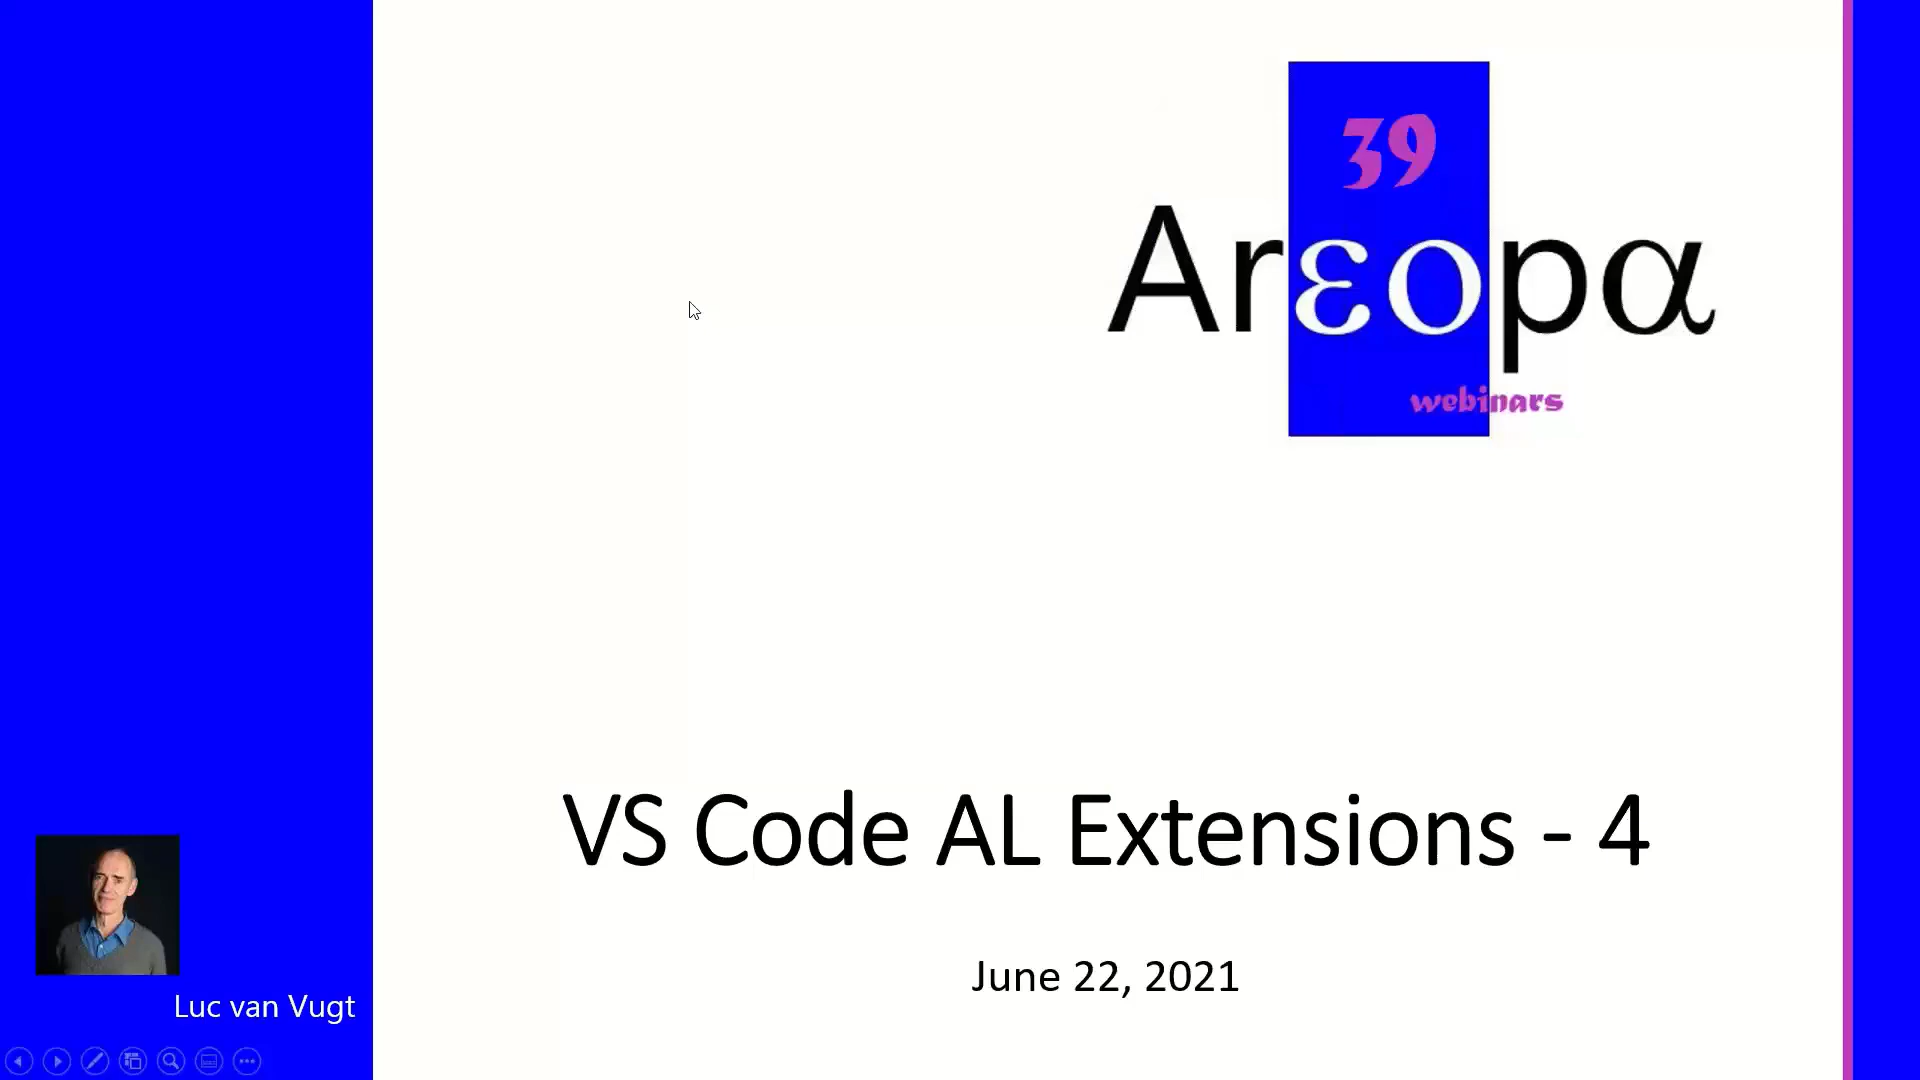 39
Arεopα
webinars
VS Code AL Extensions - 4
June 22, 2021
Luc van Vugt